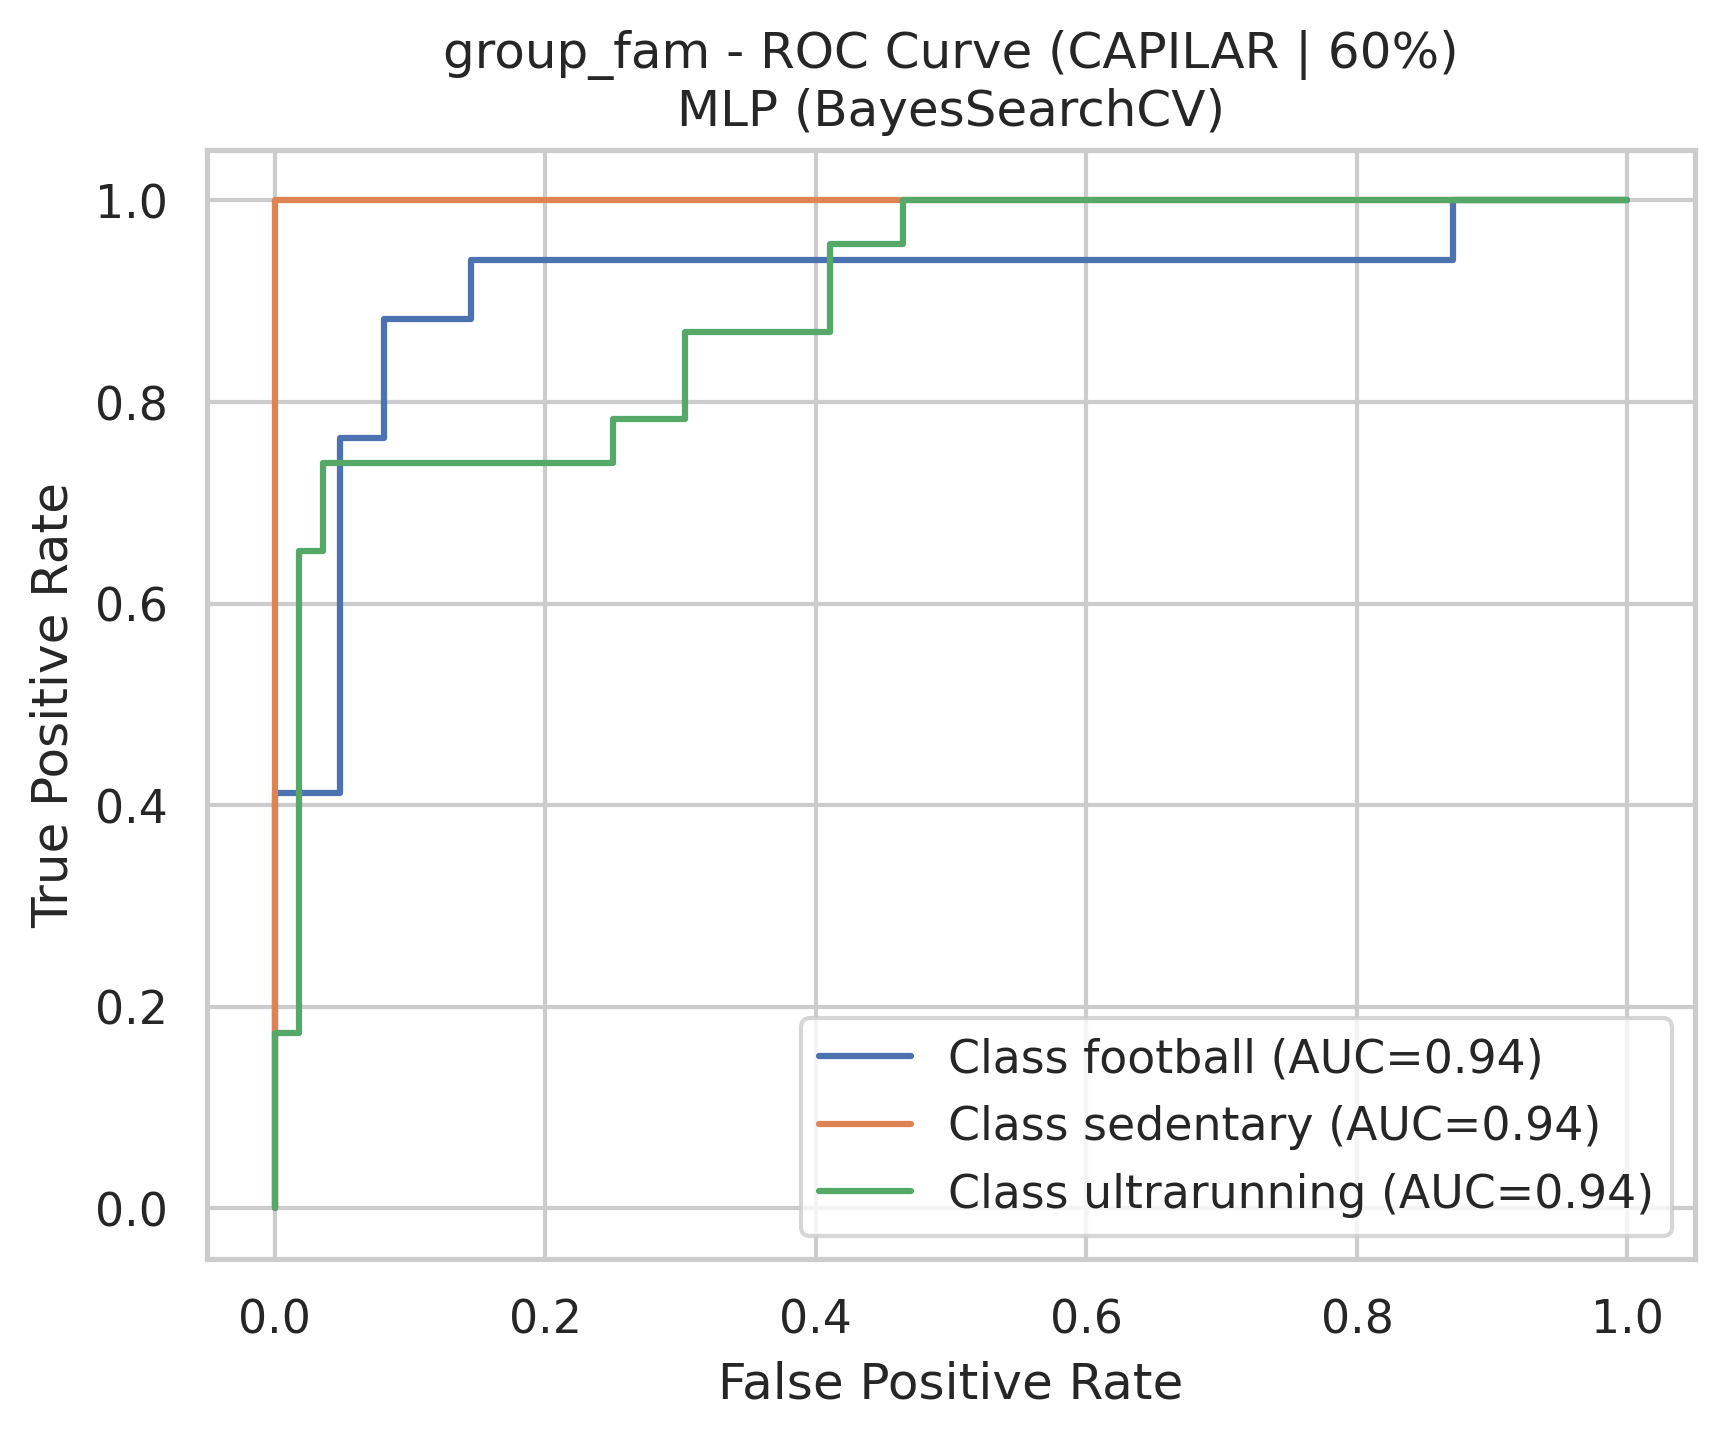 group_fam - ROC Curve (CAPILAR | 60%)
MLP (BayesSearchCV)
True Positive Rate
1.0
0.8
0.6
0.4
0.2
0.0
Class football (AUC=0.94)
Class sedentary (AUC=0.94)
Class ultrarunning (AUC=0.94)
0.0 0.2 0.4 0.6 0.8 1.0
False Positive Rate